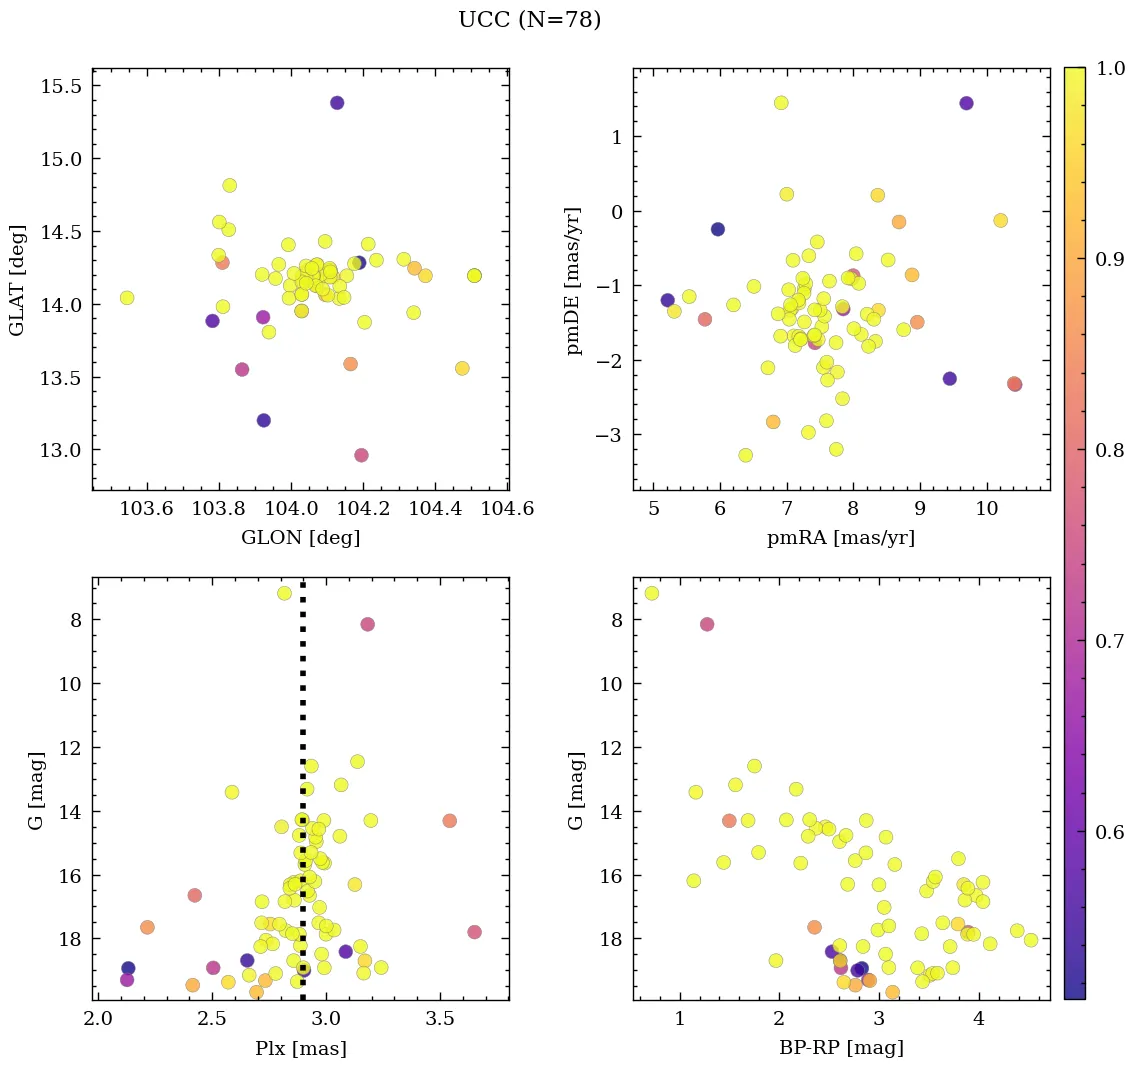 UCC (N=78)
15.5
15.0
14.5
14.0
13.5
13.0
GLAT [deg]
103.6 103.8 104.0 104.2 104.4 104.6
GLON [deg]
1
0
−1
−2
−3
pmDE [mas/yr]
5 6 7 8 9 10
pmRA [mas/yr]
1.0
0.9
0.8
0.7
0.6
8
10
12
14
16
18
G [mag]
2.0 2.5 3.0 3.5
Plx [mas]
8
10
12
14
16
18
G [mag]
1 2 3 4
BP-RP [mag]